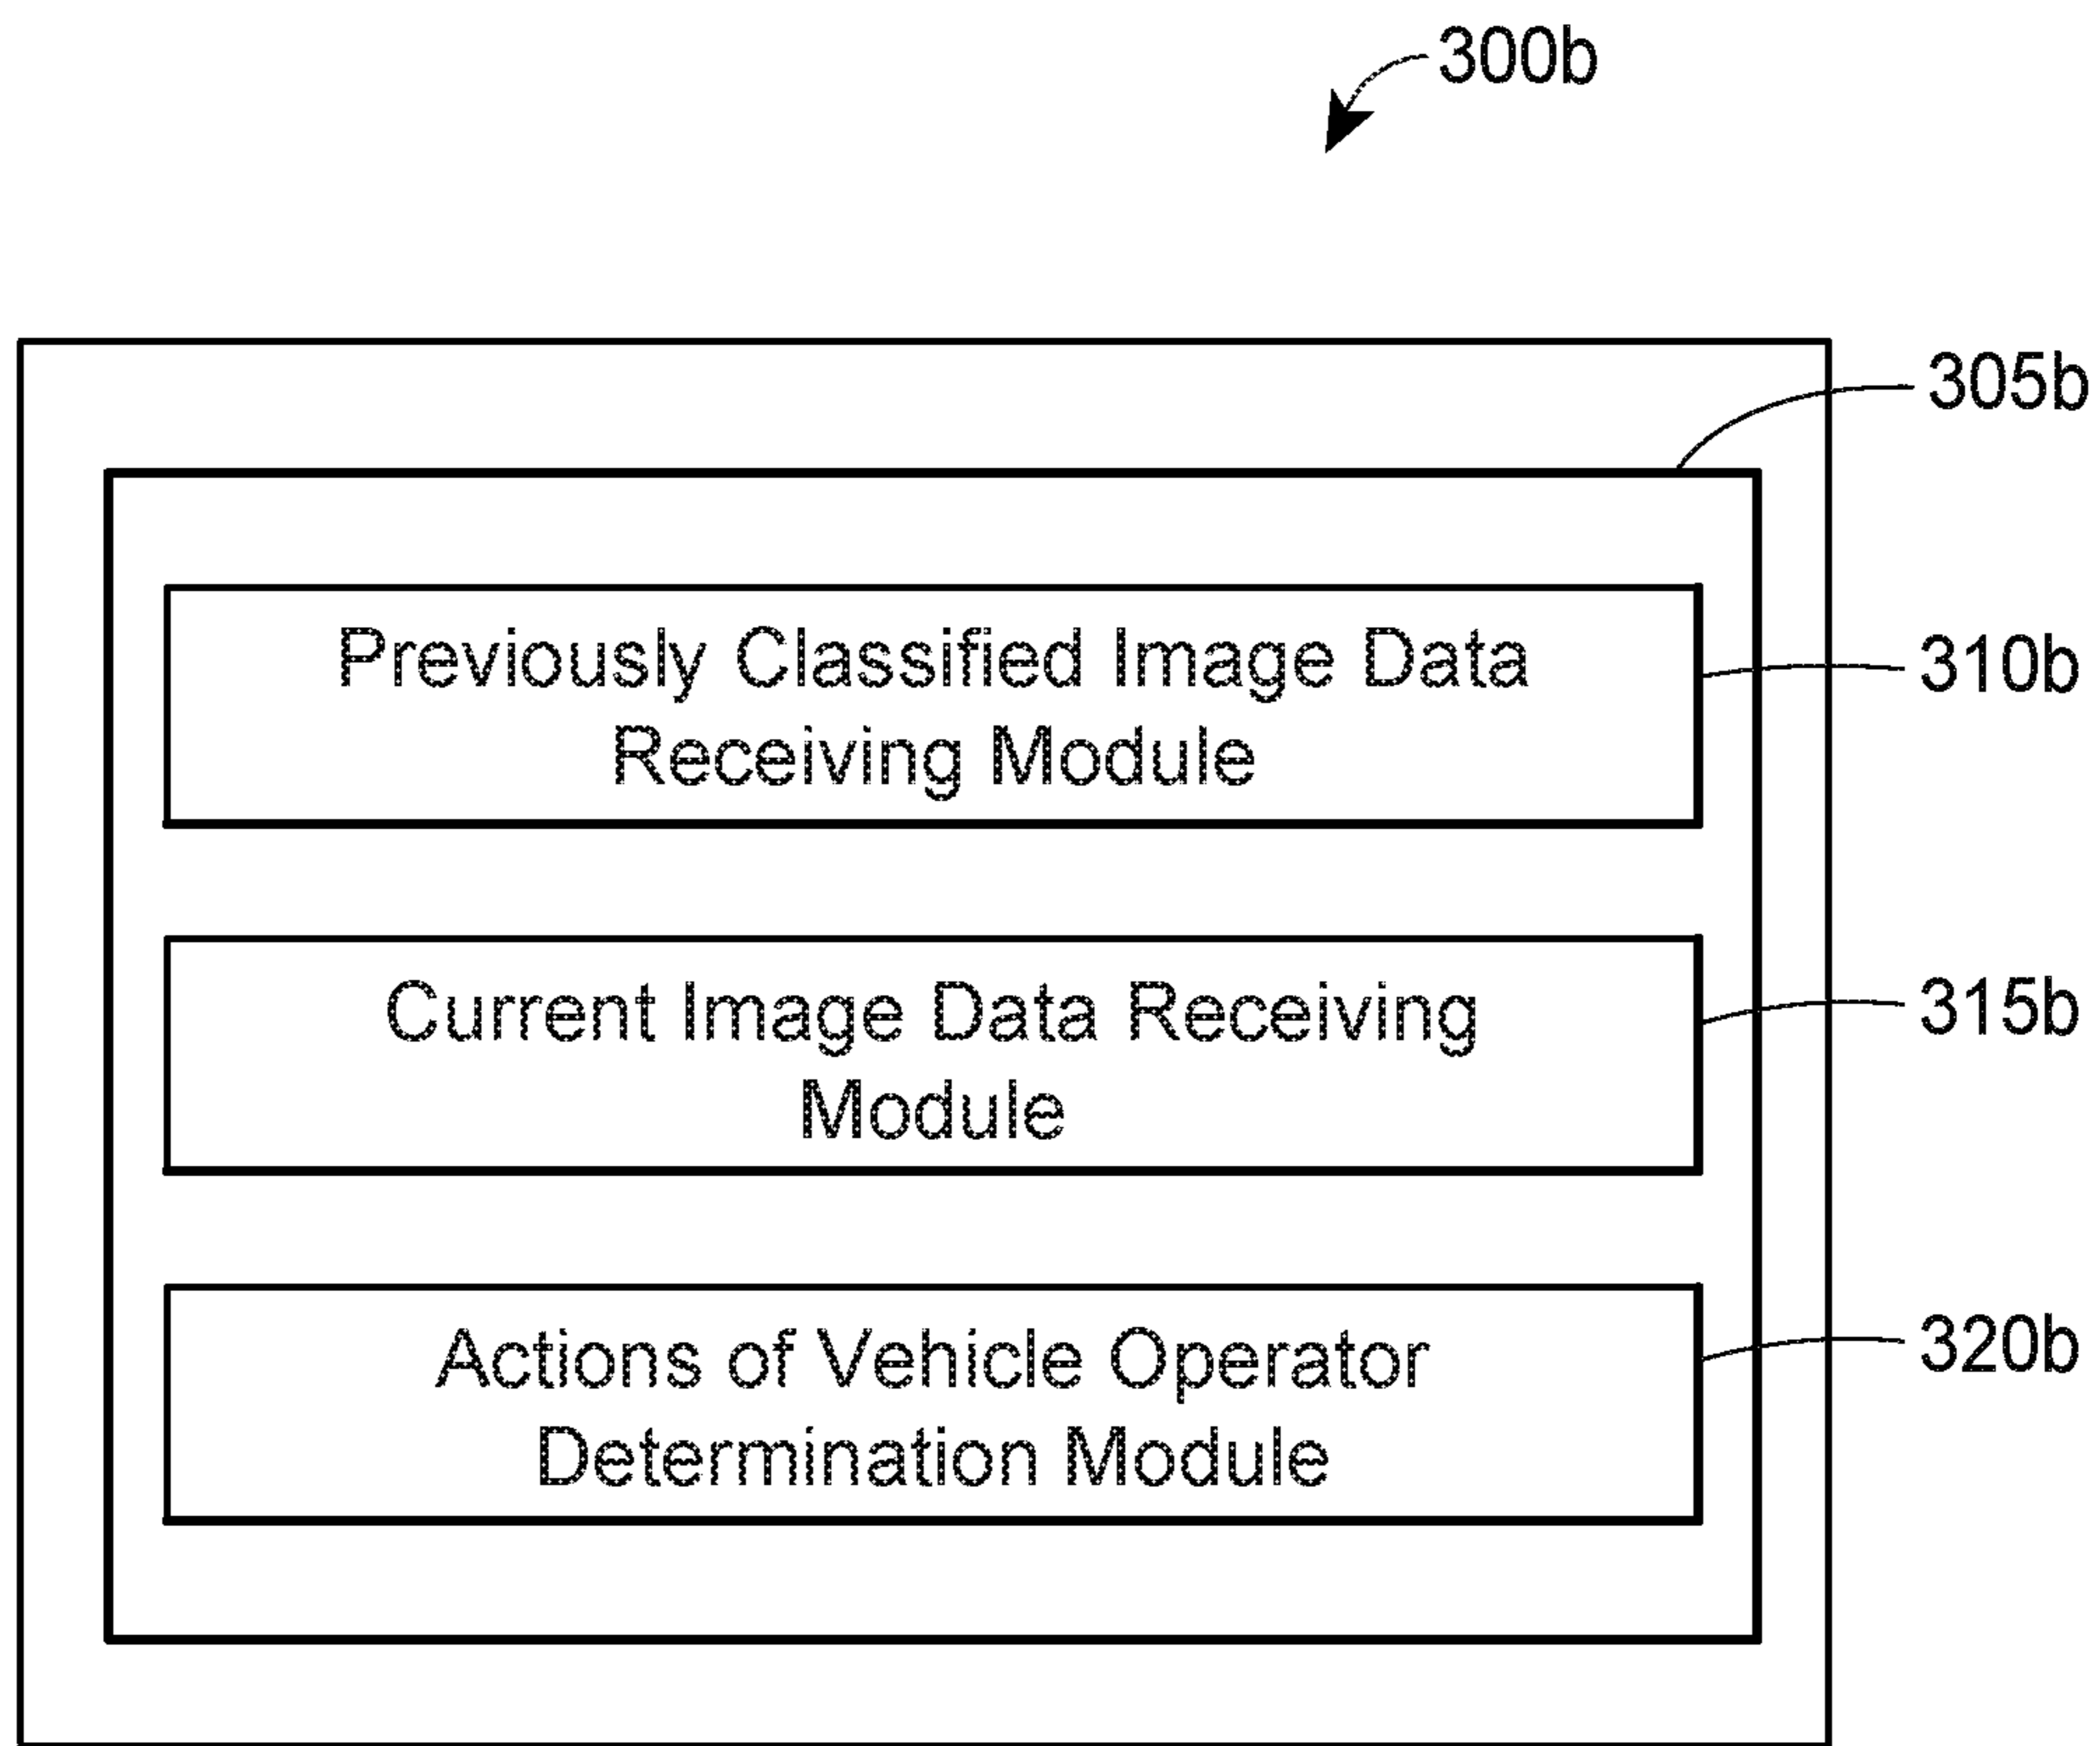 300b
305b
Previously Classified Image Data
Receiving Module
310b
Current Image Data Receiving
Module
315b
Actions of Vehicle Operator
Determination Module
320b